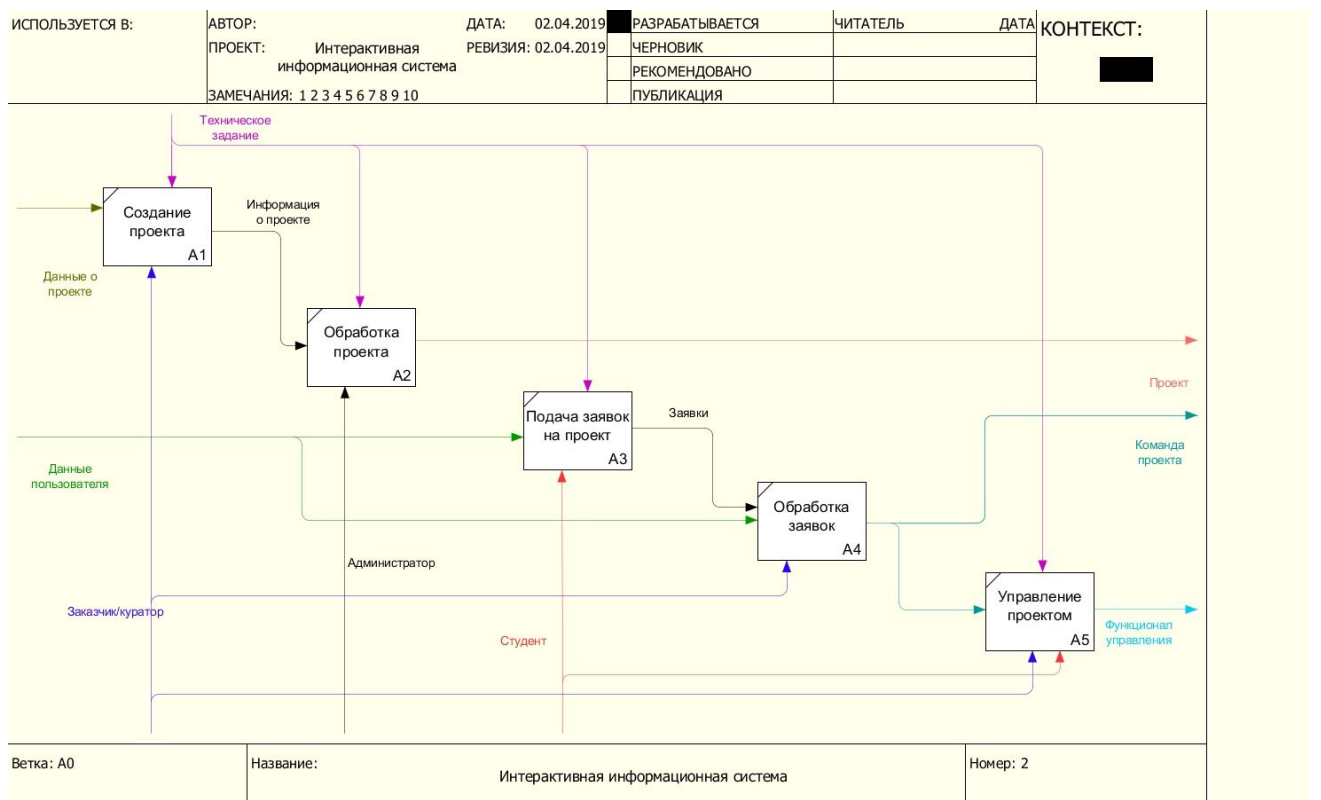 ИСПОЛЬЗУЕТСЯ В:
АВТОР:
ДАТА: 02.04.2019
РАЗРАБАТЫВАЕТСЯ
ЧИТАТЕЛЬ
ДАТА
КОНТЕКСТ:
ПРОЕКТ: Интерактивная
информационная система
РЕВИЗИЯ: 02.04.2019
ЧЕРНОВИК
РЕКОМЕНДОВАНО
ЗАМЕЧАНИЯ: 1 2 3 4 5 6 7 8 9 10
ПУБЛИКАЦИЯ
Техническое
задание
Создание
проекта
A1
Информация
о проекте
Данные о
проекте
Обработка
проекта
A2
Проект
Подача заявок
на проект
A3
Заявки
Команда
проекта
Данные
пользователя
Обработка
заявок
A4
Администратор
Заказчик/куратор
Управление
проектом
A5
Функционал
управления
Студент
Ветка: A0
Название:
Интерактивная информационная система
Номер: 2